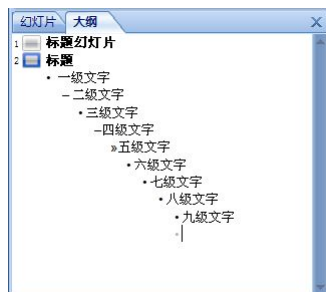 幻灯片 大纲
1 标题幻灯片
2 标题
• 一级文字
– 二级文字
• 三级文字
–四级文字
»五级文字
• 六级文字
• 七级文字
• 八级文字
• 九级文字